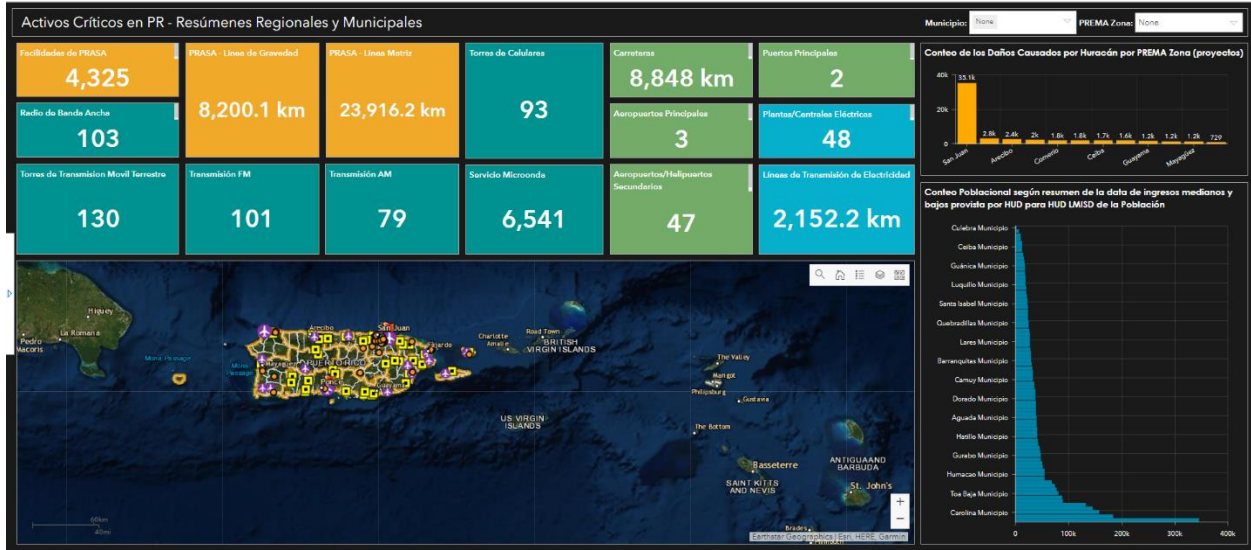 Activos Críticos en PR - Resúmenes Regionales y Municipales
Municipio: None
PREMA Zona: None
Facilidades de PRASA
4,325
PRASA - Línea de Gravedad
8,200.1 km
PRASA - Línea Matriz
23,916.2 km
Torres de Celulares
93
Carreteras
8,848 km
Puertos Principales
2
Radio de Banda Ancha
103
Aeropuertos Principales
3
Plantas/Centrales Eléctricas
48
Torres de Transmision Movil Terrestre
130
Transmisión FM
101
Transmisión AM
79
Servicio Microonda
6,541
Aeropuertos/Helipuertos
Secundarios
47
Líneas de Transmisión de Electricidad
2,152.2 km
Conteo de los Daños Causados por Huracán por PREMA Zona (proyectos)
40k
20k
0
35.1k
2.8k
2.4k
2k
1.8k
1.8k
1.7k
1.6k
1.2k
1.2k
1.2k
729
San Juan
Arecibo
Comerio
Ceiba
Guayama
Mayagüez
Conteo Poblacional según resumen de la data de ingresos medianos y
bajos provista por HUD para HUD LMISD de la Población
Culebra Municipio
Ceiba Municipio
Guánica Municipio
Luquillo Municipio
Santa Isabel Municipio
Quebradillas Municipio
Lares Municipio
Barranquitas Municipio
Camuy Municipio
Dorado Municipio
Aguada Municipio
Hatillo Municipio
Gurabo Municipio
Humacao Municipio
Toa Baja Municipio
Carolina Municipio
0
100k
200k
300k
400k
Higuey
La Romana
Pedro
Macoris
Mona Passage
Mona
Passage
Arecibo
San Juan
Fajardo
Mayagüez
PUERTO RICO
Ponce
Guayama
Charlotte
Amalie
Road Town
BRITISH
VIRGIN ISLANDS
US VIRGIN
ISLANDS
The Valley
Marigot
Philipsburg
Gustavia
The Bottom
Basseterre
SAINT KITTS
AND NEVIS
ANTIGUA AND
BARBUDA
St. John's
Brades
60km
40mi
+
−
Earthstar Geographics | Esri, HERE, Garmin